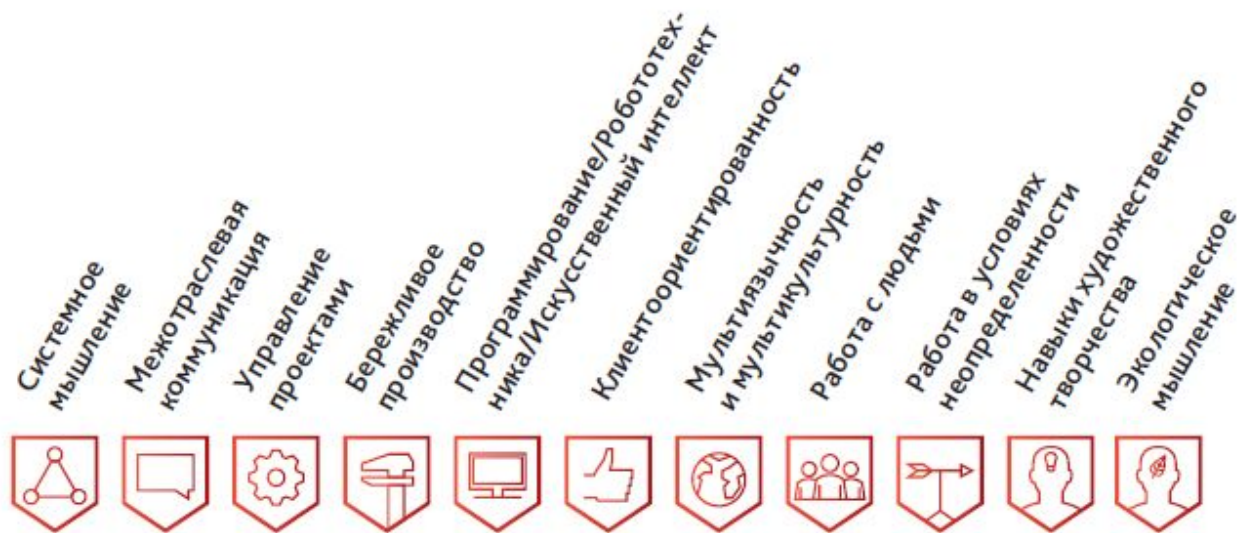 Системное
мышление
Межотраслевая
коммуникация
Управление
проектами
Бережливое
производство
Программирование/Робототех-
ника/Искусственный интеллект
Клиентоориентированность
Мультиязычность
и мультикультурность
Работа с людьми
Работа в условиях
неопределенности
Навыки художественного
творчества
Экологическое
мышление